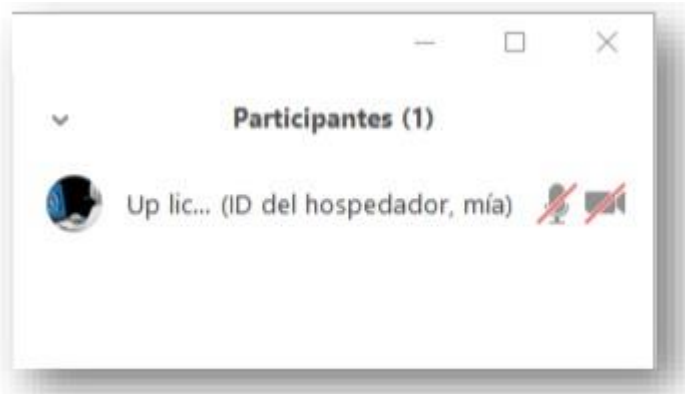 Participantes (1)
Up lic... (ID del hospedador, mía)